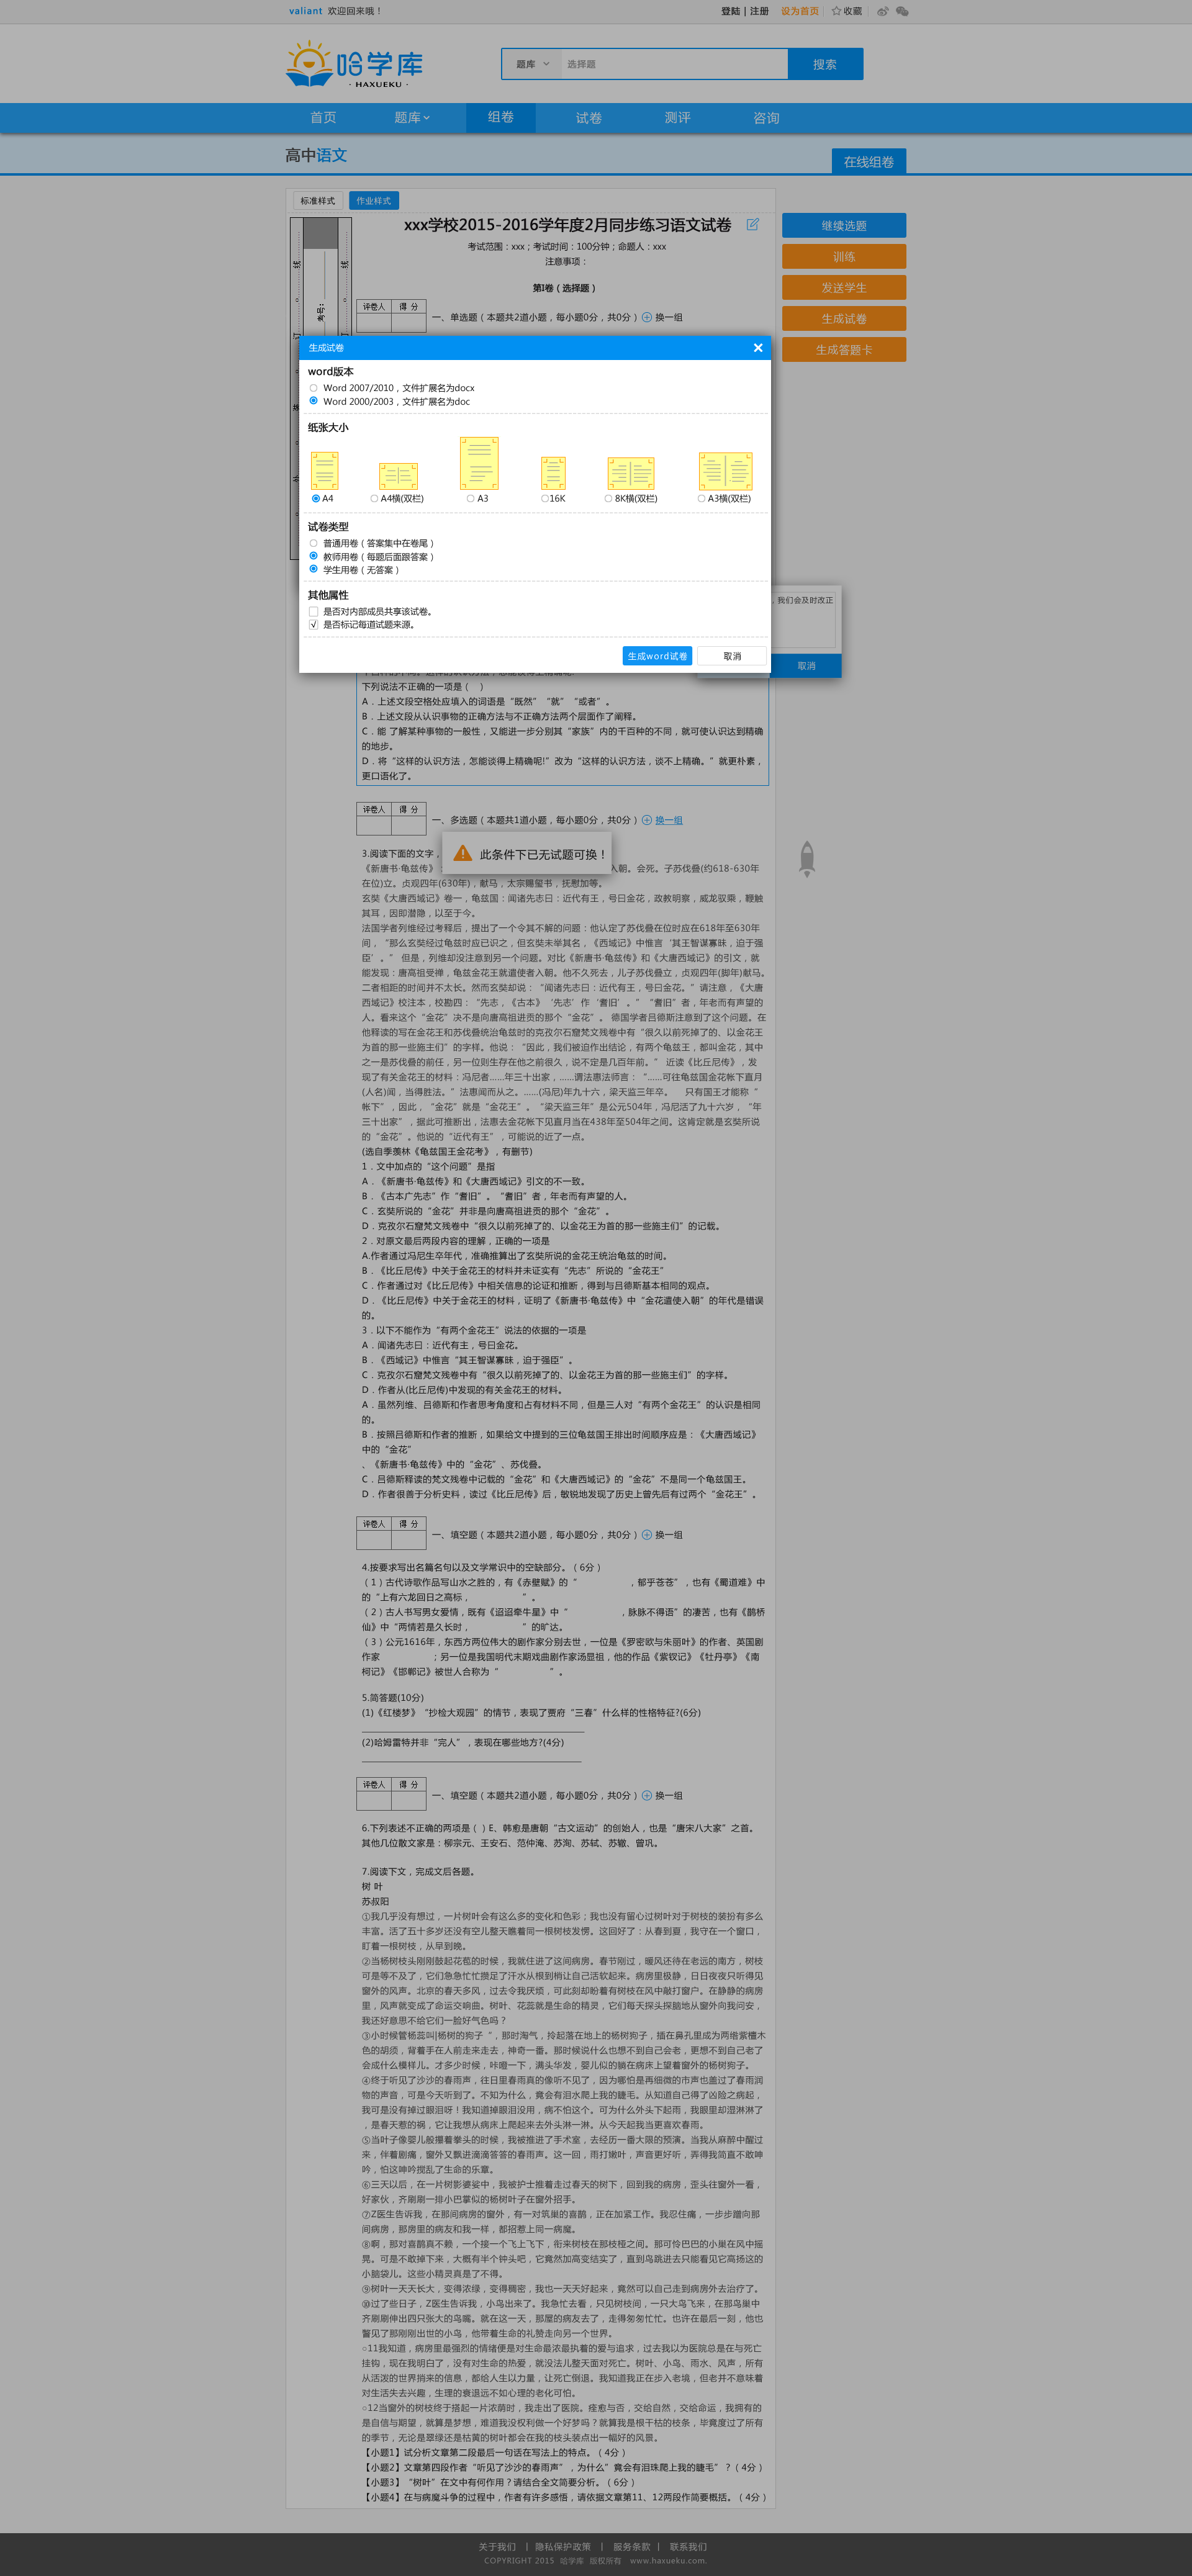 valiant 欢迎回来哦！
登陆 | 注册 设为首页 收藏
哈学库
· HAXUEKU ·
题库 选择题 搜索
首页 题库 组卷 试卷 测评 咨询
高中语文 在线组卷
标准样式 作业样式
xxx学校2015-2016学年度2月同步练习语文试卷
考试范围：xxx；考试时间：100分钟；命题人：xxx
注意事项：
第I卷（选择题）
评卷人 得 分
一、单选题（本题共2道小题，每小题0分，共0分） 换一组
继续选题
训练
发送学生
生成试卷
生成答题卡
线
考号：
订
生成试卷
word版本
Word 2007/2010，文件扩展名为docx
Word 2000/2003，文件扩展名为doc
纸张大小
A4 A4横(双栏) A3 16K 8K横(双栏) A3横(双栏)
试卷类型
普通用卷（答案集中在卷尾）
教师用卷（每题后面跟答案）
学生用卷（无答案）
其他属性
是否对内部成员共享该试卷。
√ 是否标记每道试题来源。
生成word试卷 取消
，我们会及时改正
取消
下列说法不正确的一项是（　）
A．上述文段空格处应填入的词语是“既然”“就”“或者”。
B．上述文段从认识事物的正确方法与不正确方法两个层面作了阐释。
C．能 了解某种事物的一般性，又能进一步分别其“家族”内的千百种的不同，就可使认识达到精确
的地步。
D．将“这样的认识方法，怎能谈得上精确呢!”改为“这样的认识方法，谈不上精确。”就更朴素，
更口语化了。
评卷人 得 分
一、多选题（本题共1道小题，每小题0分，共0分） 换一组
此条件下已无试题可换！
3.阅读下面的文字，
《新唐书·龟兹传》： 入朝。会死。子苏伐叠(约618-630年
在位)立。贞观四年(630年)，献马，太宗赐玺书，抚慰加等。
玄奘《大唐西域记》卷一，龟兹国：闻诸先志曰：近代有王，号曰金花，政教明察，威龙驭乘，鞭触
其耳，因即潜隐，以至于今。
法国学者列维经过考释后，提出了一个令其不解的问题：他认定了苏伐叠在位时应在618年至630年
间，“那么玄奘经过龟兹时应已识之，但玄奘未举其名，《西域记》中惟言‘其王智谋寡昧，迫于强
臣’。” 但是，列维却没注意到另一个问题。对比《新唐书·龟兹传》和《大唐西域记》的引文，就
能发现：唐高祖受禅，龟兹金花王就遣使者入朝。他不久死去，儿子苏伐叠立，贞观四年(脚年)献马。
二者相距的时间并不太长。然而玄奘却说：“闻诸先志曰：近代有王，号曰金花。”请注意，《大唐
西域记》校注本，校勘四：“先志，《古本》‘先志’作‘耆旧’。”“耆旧”者，年老而有声望的
人。看来这个“金花”决不是向唐高祖进贡的那个“金花”。 德国学者吕德斯注意到了这个问题。在
他释读的写在金花王和苏伐叠统治龟兹时的克孜尔石窟梵文残卷中有“很久以前死掉了的、以金花王
为首的那一些施主们”的字样。他说：“因此，我们被迫作出结论，有两个龟兹王，都叫金花，其中
之一是苏伐叠的前任，另一位则生存在他之前很久，说不定是几百年前。” 近读《比丘尼传》，发
现了有关金花王的材料：冯尼者……年三十出家，……谓法惠法师言：“……可往龟兹国金花帐下直月
(人名)闻，当得胜法。”法惠闻而从之。……(冯尼)年九十六，梁天监三年卒。　 只有国王才能称“
帐下”，因此，“金花”就是“金花王”。“梁天监三年”是公元504年，冯尼活了九十六岁，“年
三十出家”，据此可推断出，法惠去金花帐下见直月当在438年至504年之间。这肯定就是玄奘所说
的“金花”。他说的“近代有王”，可能说的近了一点。
(选自季羡林《龟兹国王金花考》，有删节)
1．文中加点的“这个问题”是指
A．《新唐书·龟兹传》和《大唐西域记》引文的不一致。
B．《古本广先志”作“耆旧”。“耆旧”者，年老而有声望的人。
C．玄奘所说的“金花”并非是向唐高祖进贡的那个“金花”。
D．克孜尔石窟梵文残卷中“很久以前死掉了的、以金花王为首的那一些施主们”的记载。
2．对原文最后两段内容的理解，正确的一项是
A.作者通过冯尼生卒年代，准确推算出了玄奘所说的金花王统治龟兹的时间。
B．《比丘尼传》中关于金花王的材料并未证实有“先志”所说的“金花王”
C．作者通过对《比丘尼传》中相关信息的论证和推断，得到与吕德斯基本相同的观点。
D．《比丘尼传》中关于金花王的材料，证明了《新唐书·龟兹传》中“金花遣使入朝”的年代是错误
的。
3．以下不能作为“有两个金花王”说法的依据的一项是
A．闻诸先志曰：近代有主，号曰金花。
B．《西域记》中惟言“其王智谋寡昧，迫于强臣”。
C．克孜尔石窟梵文残卷中有“很久以前死掉了的、以金花王为首的那一些施主们”的字样。
D．作者从(比丘尼传)中发现的有关金花王的材料。
A．虽然列维、吕德斯和作者思考角度和占有材料不同，但是三人对“有两个金花王”的认识是相同
的。
B．按照吕德斯和作者的推断，如果给文中提到的三位龟兹国王排出时间顺序应是：《大唐西域记》
中的“金花”
、《新唐书·龟兹传》中的“金花”、苏伐叠。
C．吕德斯释读的梵文残卷中记载的“金花”和《大唐西域记》的“金花”不是同一个龟兹国王。
D．作者很善于分析史料，读过《比丘尼传》后，敏锐地发现了历史上曾先后有过两个“金花王”。
评卷人 得 分
一、填空题（本题共2道小题，每小题0分，共0分） 换一组
4.按要求写出名篇名句以及文学常识中的空缺部分。（6分）
（1）古代诗歌作品写山水之胜的，有《赤壁赋》的“　　　　　，郁乎苍苍”，也有《蜀道难》中
的“上有六龙回日之高标，　　　　　”。
（2）古人书写男女爱情，既有《迢迢牵牛星》中“　　　　　，脉脉不得语”的凄苦，也有《鹊桥
仙》中“两情若是久长时，　　　　　”的旷达。
（3）公元1616年，东西方两位伟大的剧作家分别去世，一位是《罗密欧与朱丽叶》的作者、英国剧
作家　　　　　；另一位是我国明代末期戏曲剧作家汤显祖，他的作品《紫钗记》《牡丹亭》《南
柯记》《邯郸记》被世人合称为“　　　　　”。
5.简答题(10分)
(1)《红楼梦》“抄检大观园”的情节，表现了贾府“三春”什么样的性格特征?(6分)
(2)哈姆雷特并非“完人”，表现在哪些地方?(4分)
评卷人 得 分
一、填空题（本题共2道小题，每小题0分，共0分） 换一组
6.下列表述不正确的两项是（ ）E、韩愈是唐朝“古文运动”的创始人，也是“唐宋八大家”之首。
其他几位散文家是：柳宗元、王安石、范仲淹、苏洵、苏轼、苏辙、曾巩。
7.阅读下文，完成文后各题。
树 叶
苏叔阳
①我几乎没有想过，一片树叶会有这么多的变化和色彩；我也没有留心过树叶对于树枝的装扮有多么
丰富。活了五十多岁还没有空儿整天瞧着同一根树枝发愣。这回好了：从春到夏，我守在一个窗口，
盯着一根树枝，从早到晚。
②当杨树枝头刚刚鼓起花苞的时候，我就住进了这间病房。春节刚过，暖风还待在老远的南方，树枝
可是等不及了，它们急急忙忙攒足了汗水从根到梢让自己活软起来。病房里极静，日日夜夜只听得见
窗外的风声。北京的春天多风，过去令我厌烦，可此刻却盼着有树枝在风中敲打窗户。在静静的病房
里，风声就变成了命运交响曲。树叶、花蕊就是生命的精灵，它们每天探头探脑地从窗外向我问安，
我还好意思不给它们一脸好气色吗？
③小时候管杨蕊叫|杨树的狗子“，那时淘气，拎起落在地上的杨树狗子，插在鼻孔里成为两绺紫檀木
色的胡须，背着手在人前走来走去，神奇一番。那时候说什么也想不到自己会老，更想不到自己老了
会成什么模样儿。才多少时候，咔噔一下，满头华发，婴儿似的躺在病床上望着窗外的杨树狗子。
④终于听见了沙沙的春雨声，往日里春雨真的像听不见了，因为哪怕是再细微的市声也盖过了春雨润
物的声音，可是今天听到了。不知为什么，竟会有泪水爬上我的睫毛。从知道自己得了凶险之病起，
我可是没有掉过眼泪呀！我知道掉眼泪没用，病不怕这个。可为什么外头下起雨，我眼里却湿淋淋了
，是春天惹的祸，它让我想从病床上爬起来去外头淋一淋。从今天起我当更喜欢春雨。
⑤当叶子像婴儿般攥着拳头的时候，我被推进了手术室，去经历一番大限的预演。当我从麻醉中醒过
来，伴着剧痛，窗外又飘进滴滴答答的春雨声。这一回，雨打嫩叶，声音更好听，弄得我简直不敢呻
吟，怕这呻吟搅乱了生命的乐章。
⑥三天以后，在一片树影婆娑中，我被护士推着走过春天的树下，回到我的病房，歪头往窗外一看，
好家伙，齐刷刷一排小巴掌似的杨树叶子在窗外招手。
⑦Z医生告诉我，在那间病房的窗外，有一对筑巢的喜鹊，正在加紧工作。我忍住痛，一步步蹭向那
间病房，那房里的病友和我一样，都招惹上同一病魔。
⑧啊，那对喜鹊真不赖，一个接一个飞上飞下，衔来树枝在那枝桠之间。那可怜巴巴的小巢在风中摇
晃。可是不敢掉下来，大概有半个钟头吧，它竟然加高变结实了，直到鸟跳进去只能看见它高扬这的
小脑袋儿。这些小精灵真是了不得。
⑨树叶一天天长大，变得浓绿，变得稠密，我也一天天好起来，竟然可以自己走到病房外去治疗了。
⑩过了些日子，Z医生告诉我，小鸟出来了。我急忙去看，只见树枝间，一只大鸟飞来，在那鸟巢中
齐刷刷伸出四只张大的鸟嘴。就在这一天，那屋的病友去了，走得匆匆忙忙。也许在最后一刻，他也
瞥见了那刚刚出世的小鸟，他带着生命的礼赞走向另一个世界。
○11我知道，病房里最强烈的情绪便是对生命最浓最执着的爱与追求，过去我以为医院总是在与死亡
挂钩，现在我明白了，没有对生命的热爱，就没法儿整天面对死亡。树叶、小鸟、雨水、风声，所有
从活泼的世界捎来的信息，都给人生以力量，让死亡倒退。我知道我正在步入老境，但老并不意味着
对生活失去兴趣，生理的衰退远不如心理的老化可怕。
○12当窗外的树枝终于搭起一片浓荫时，我走出了医院。痊愈与否，交给自然，交给命运，我拥有的
是自信与期望，就算是梦想，难道我没权利做一个好梦吗？就算我是根干枯的枝条，毕竟度过了所有
的季节，无论是翠绿还是枯黄的树叶都会在我的枝头装点出一幅好的风景。
【小题1】试分析文章第二段最后一句话在写法上的特点。（4分）
【小题2】文章第四段作者“听见了沙沙的春雨声”，为什么”竟会有泪珠爬上我的睫毛”？（4分）
【小题3】“树叶”在文中有何作用？请结合全文简要分析。（6分）
【小题4】在与病魔斗争的过程中，作者有许多感悟，请依据文章第11、12两段作简要概括。（4分）
关于我们 | 隐私保护政策 | 服务条款 | 联系我们
COPYRIGHT 2015 哈学库 版权所有 www.haxueku.com.